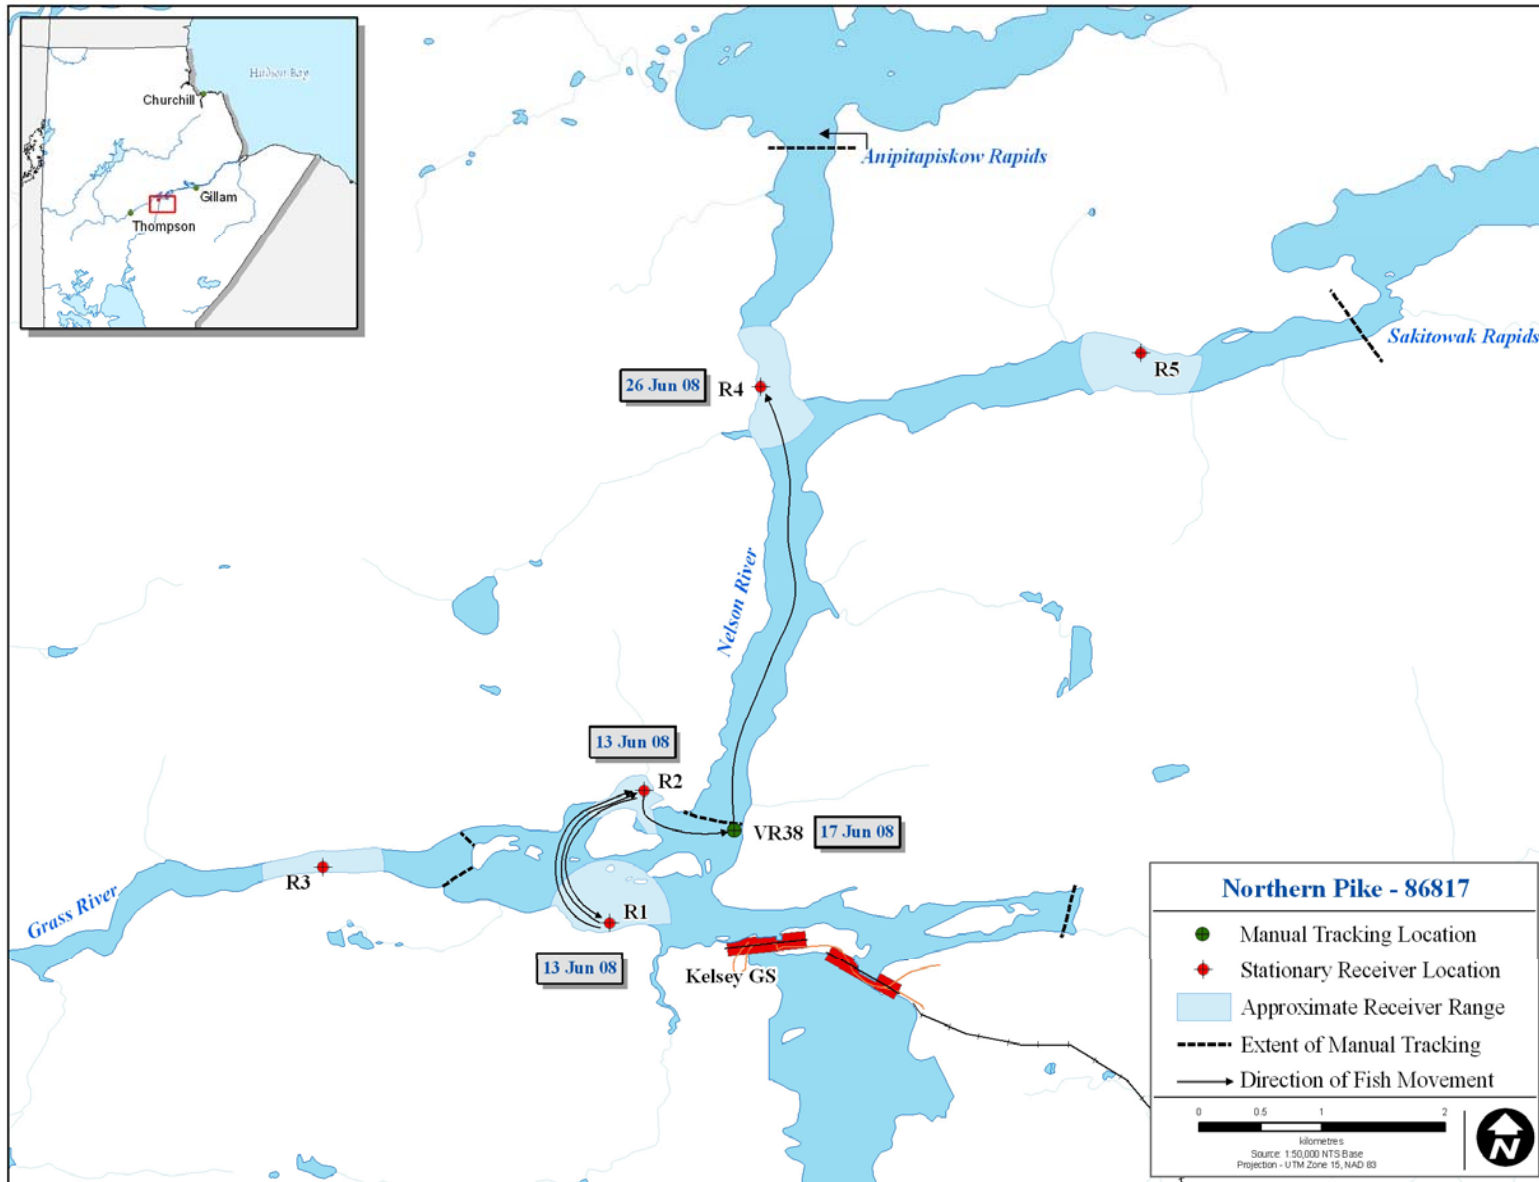 Hudson Bay
Churchill
Gillam
Thompson
Anipitapiskow Rapids
Sakitowak Rapids
R5
26 Jun 08
R4
Nelson River
13 Jun 08
R2
VR38
17 Jun 08
R3
Grass River
R1
13 Jun 08
Kelsey GS
Northern Pike - 86817
Manual Tracking Location
Stationary Receiver Location
Approximate Receiver Range
Extent of Manual Tracking
Direction of Fish Movement
0 0.5 1 2
kilometres
Source: 1:50,000 NTS Base
Projection - UTM Zone 15, NAD 83
N